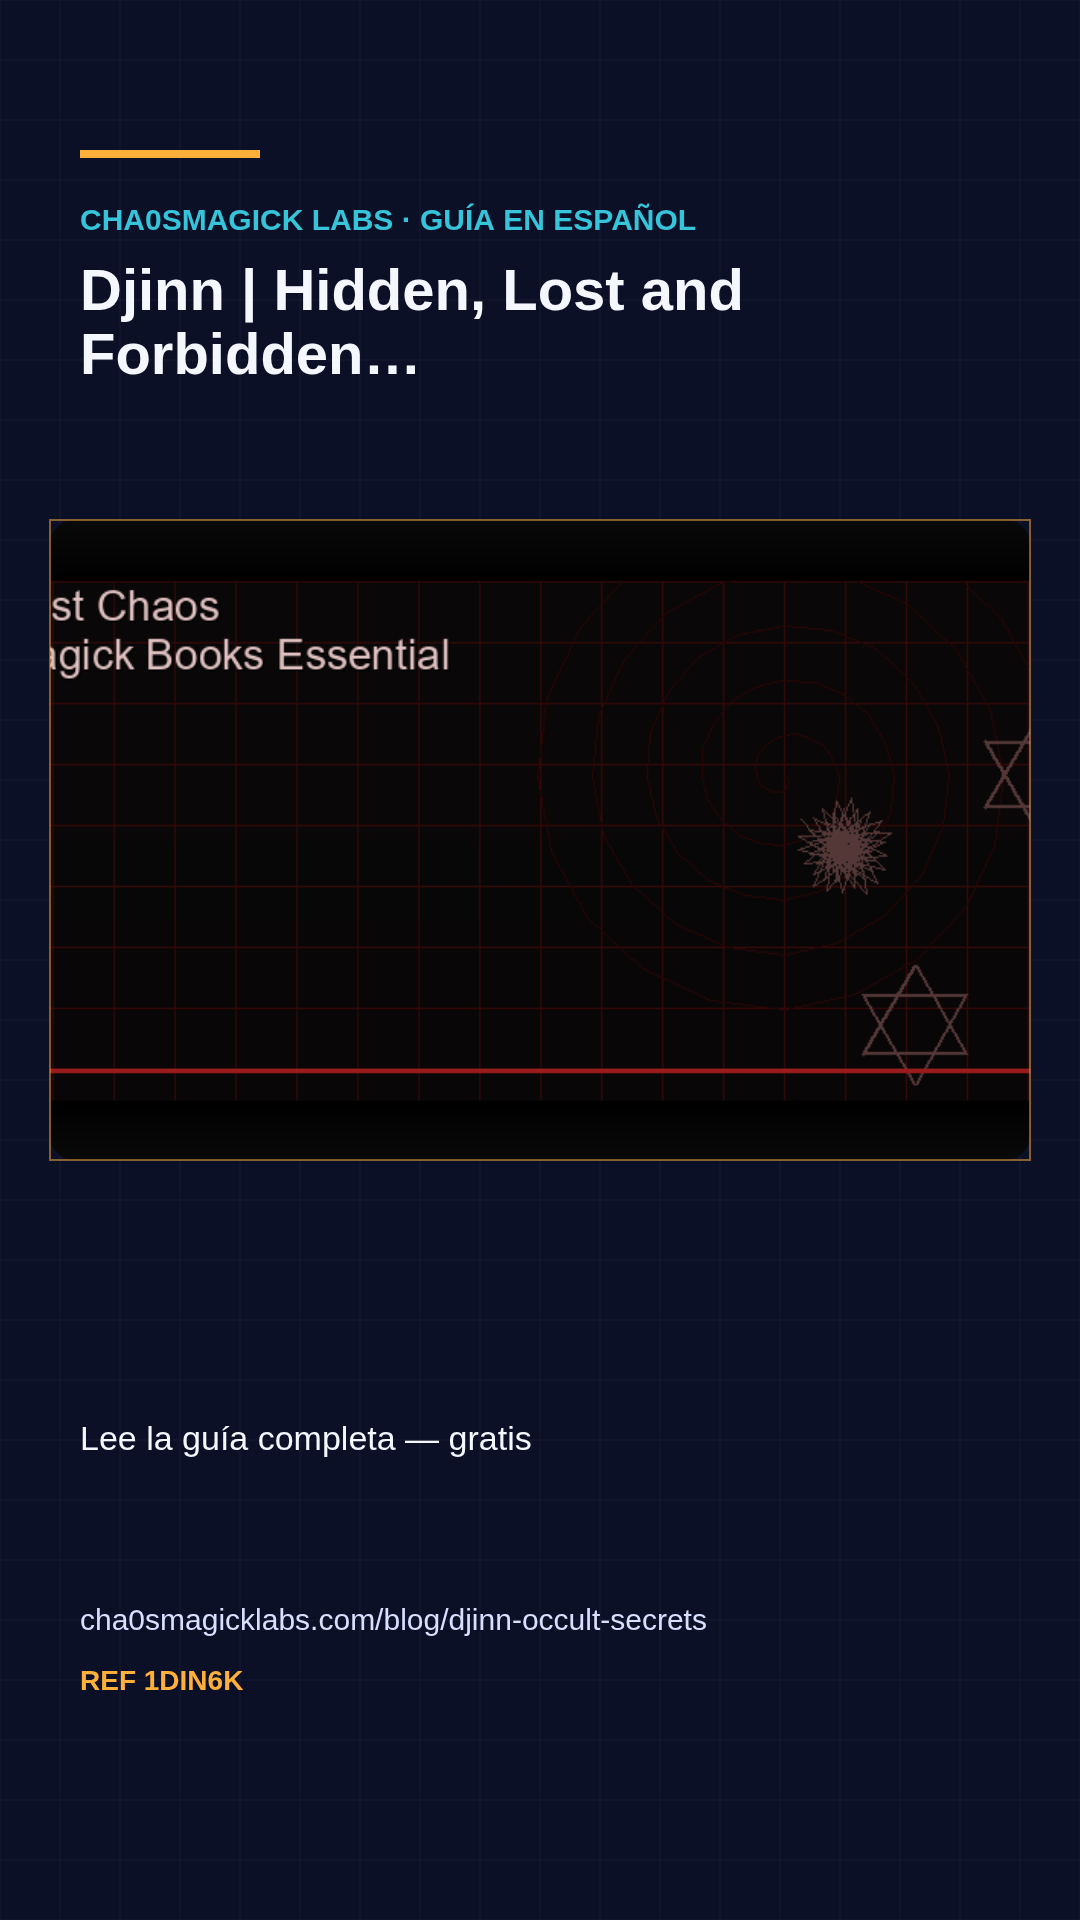 CHA0SMAGICK LABS · GUÍA EN ESPAÑOL
Djinn | Hidden, Lost and
Forbidden…
st Chaos
agick Books Essential
Lee la guía completa — gratis
cha0smagicklabs.com/blog/djinn-occult-secrets
REF 1DIN6K